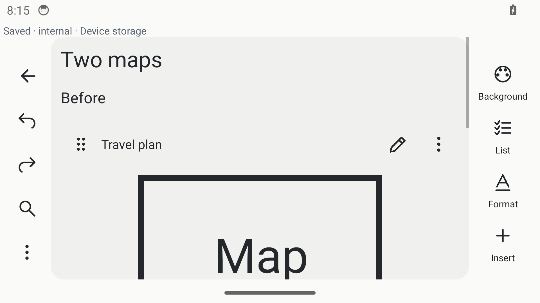 8:15
Saved · internal · Device storage
Two maps
Before
Travel plan
Map
Background
List
Format
Insert